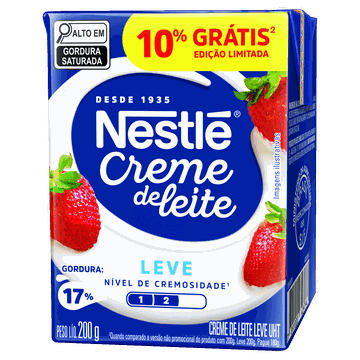 ALTO EM
GORDURA
SATURADA
10% GRÁTIS²
EDIÇÃO LIMITADA
DESDE 1935
Nestlé®
Creme
de leite
Imagens ilustrativas
LEVE
NÍVEL DE CREMOSIDADE¹
1 2
GORDURA:
17%
PESO LÍQ. 200g
CREME DE LEITE LEVE UHT